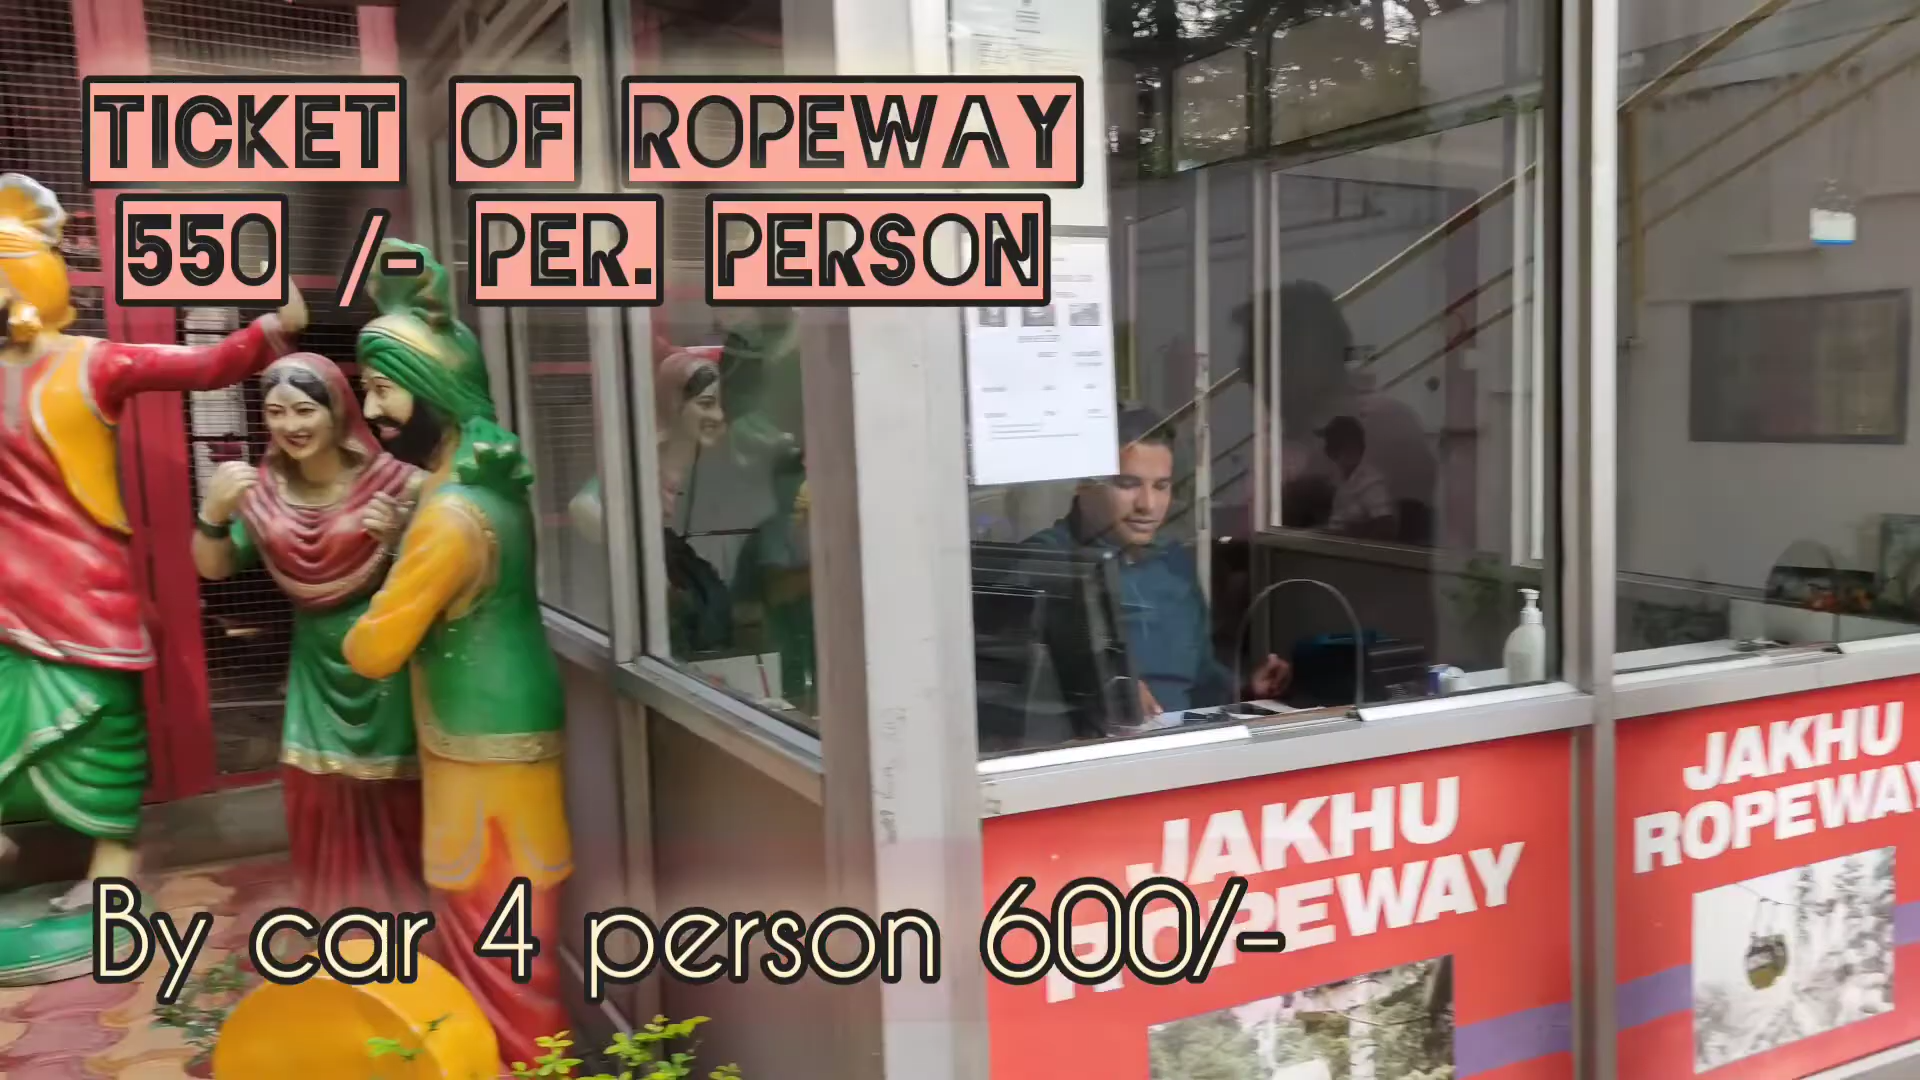 TICKET OF ROPEWAY
550 /- PER. PERSON
JAKHU
ROPEWAY
JAKHU
ROPEWAY
By car 4 person 600/-